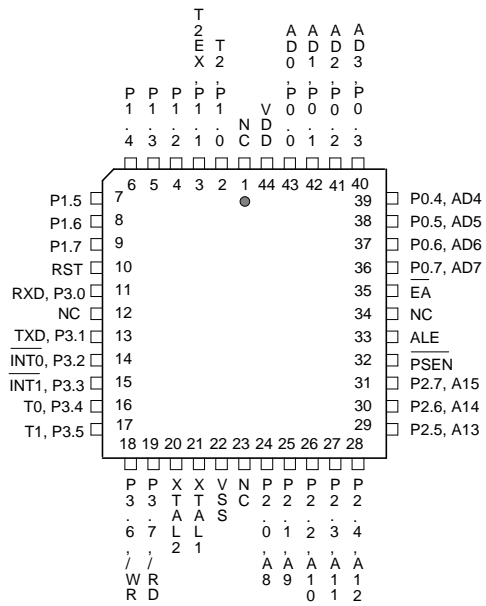 P1.4
P1.3
P1.2
T2EX,P1.1
T2,P1.0
NC
VDD
AD0,P0.0
AD1,P0.1
AD2,P0.2
AD3,P0.3
6 5 4 3 2 1 44 43 42 41 40
P1.5 7
P1.6 8
P1.7 9
RST 10
RXD, P3.0 11
NC 12
TXD, P3.1 13
INT0, P3.2 14
INT1, P3.3 15
T0, P3.4 16
T1, P3.5 17
39 P0.4, AD4
38 P0.5, AD5
37 P0.6, AD6
36 P0.7, AD7
35 EA
34 NC
33 ALE
32 PSEN
31 P2.7, A15
30 P2.6, A14
29 P2.5, A13
18 19 20 21 22 23 24 25 26 27 28
P3.6,/WR
P3.7,/RD
XTAL2
XTAL1
VSS
NC
P2.0,A8
P2.1,A9
P2.2,A10
P2.3,A11
P2.4,A12